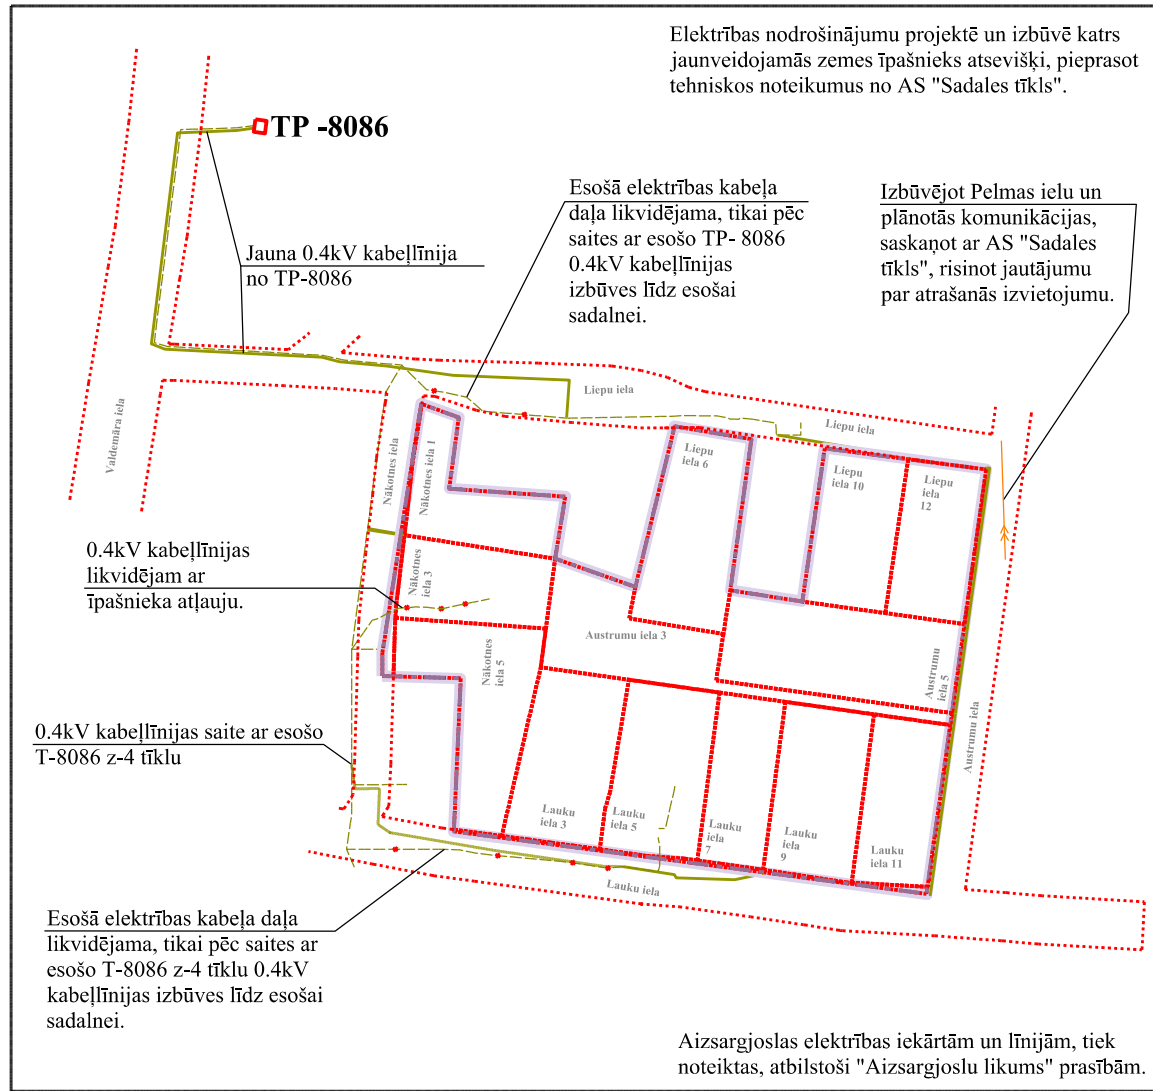 Elektrības nodrošinājumu projektē un izbūvē katrs
jaunveidojamās zemes īpašnieks atsevišķi, pieprasot
tehniskos noteikumus no AS "Sadales tīkls".
TP -8086
Esošā elektrības kabeļa
daļa likvidējama, tikai pēc
saites ar esošo TP- 8086
0.4kV kabeļlīnijas
izbūves līdz esošai
sadalnei.
Izbūvējot Pelmas ielu un
plānotās komunikācijas,
saskaņot ar AS "Sadales
tīkls", risinot jautājumu
par atrašanās izvietojumu.
Jauna 0.4kV kabeļlīnija
no TP-8086
Valdemāra iela
Liepu iela
Liepu iela
Nākotnes iela
Nākotnes iela 1
Liepu
iela 6
Liepu
iela 10
Liepu
iela
12
0.4kV kabeļlīnijas
likvidējam ar
īpašnieka atļauju.
Nākotnes
iela 3
Austrumu iela 3
Nākotnes
iela 5
Austrumu
iela 5
Austrumu iela
0.4kV kabeļlīnijas saite ar esošo
T-8086 z-4 tīklu
Lauku
iela 3
Lauku
iela 5
Lauku
iela
7
Lauku
iela
9
Lauku
iela 11
Lauku iela
Esošā elektrības kabeļa daļa
likvidējama, tikai pēc saites ar
esošo T-8086 z-4 tīklu 0.4kV
kabeļlīnijas izbūves līdz esošai
sadalnei.
Aizsargjoslas elektrības iekārtām un līnijām, tiek
noteiktas, atbilstoši "Aizsargjoslu likums" prasībām.